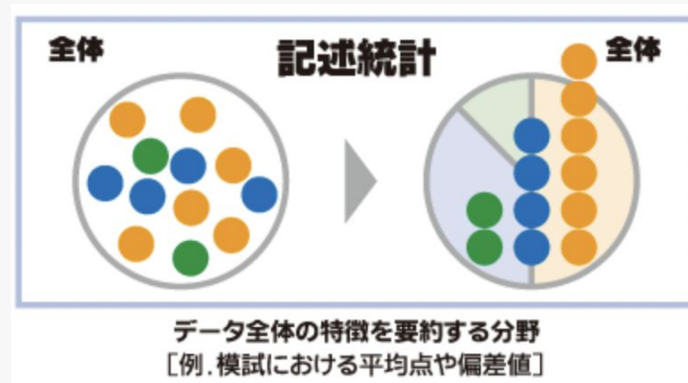 全体
記述統計
全体
データ全体の特徴を要約する分野
［例.模試における平均点や偏差値］